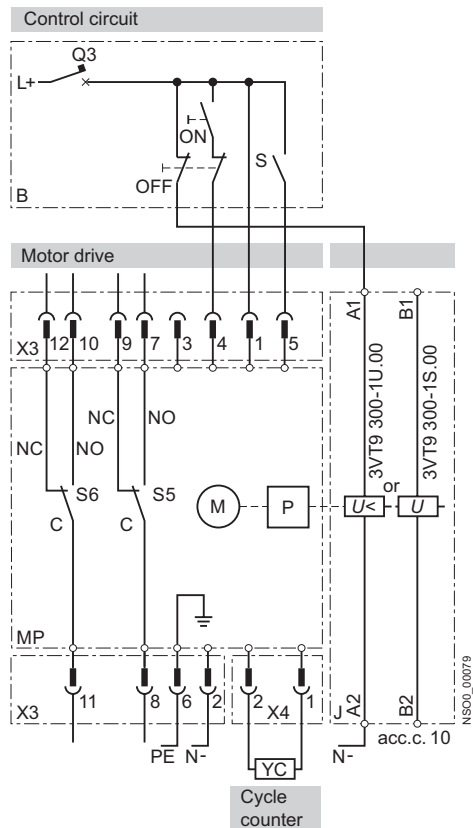 Control circuit
Q3
L+
ON
S
OFF
B
Motor drive
X3 12 10 9 7 3 4 1 5
A1 B1
3VT9 300-1U.00
3VT9 300-1S.00
NC NO NC NO
S6 S5
C C
M P
or
U< U
MP
X3 11 8 6 2
2 X4 1
J A2 B2
NSO0_00079
PE N-
YC
N-
acc.c. 10
Cycle
counter